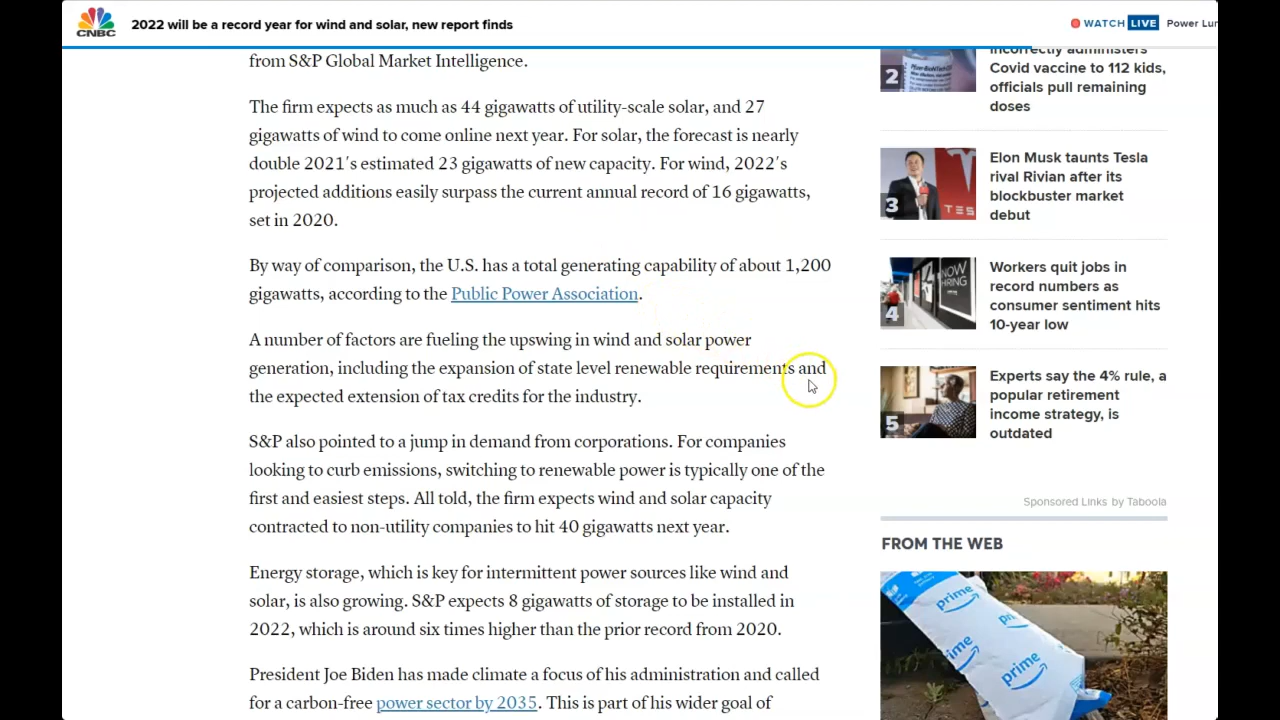 CNBC
2022 will be a record year for wind and solar, new report finds
WATCH LIVE Power Lun
from S&P Global Market Intelligence.
The firm expects as much as 44 gigawatts of utility-scale solar, and 27
gigawatts of wind to come online next year. For solar, the forecast is nearly
double 2021's estimated 23 gigawatts of new capacity. For wind, 2022's
projected additions easily surpass the current annual record of 16 gigawatts,
set in 2020.
By way of comparison, the U.S. has a total generating capability of about 1,200
gigawatts, according to the Public Power Association.
A number of factors are fueling the upswing in wind and solar power
generation, including the expansion of state level renewable requirements and
the expected extension of tax credits for the industry.
S&P also pointed to a jump in demand from corporations. For companies
looking to curb emissions, switching to renewable power is typically one of the
first and easiest steps. All told, the firm expects wind and solar capacity
contracted to non-utility companies to hit 40 gigawatts next year.
Energy storage, which is key for intermittent power sources like wind and
solar, is also growing. S&P expects 8 gigawatts of storage to be installed in
2022, which is around six times higher than the prior record from 2020.
President Joe Biden has made climate a focus of his administration and called
for a carbon-free power sector by 2035. This is part of his wider goal of
2
incorrectly administers
Covid vaccine to 112 kids,
officials pull remaining
doses
3
TES
Elon Musk taunts Tesla
rival Rivian after its
blockbuster market
debut
4
NOW
HIRING
Workers quit jobs in
record numbers as
consumer sentiment hits
10-year low
5
Experts say the 4% rule, a
popular retirement
income strategy, is
outdated
Sponsored Links by Taboola
FROM THE WEB
prime
prime
prime